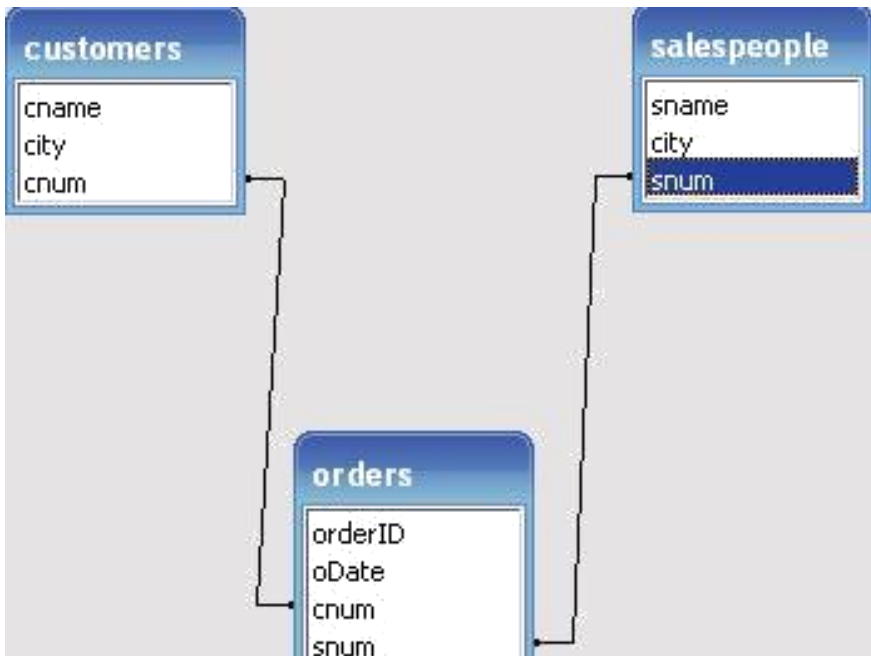 customers
cname
city
cnum
salespeople
sname
city
snum
orders
orderID
oDate
cnum
snum